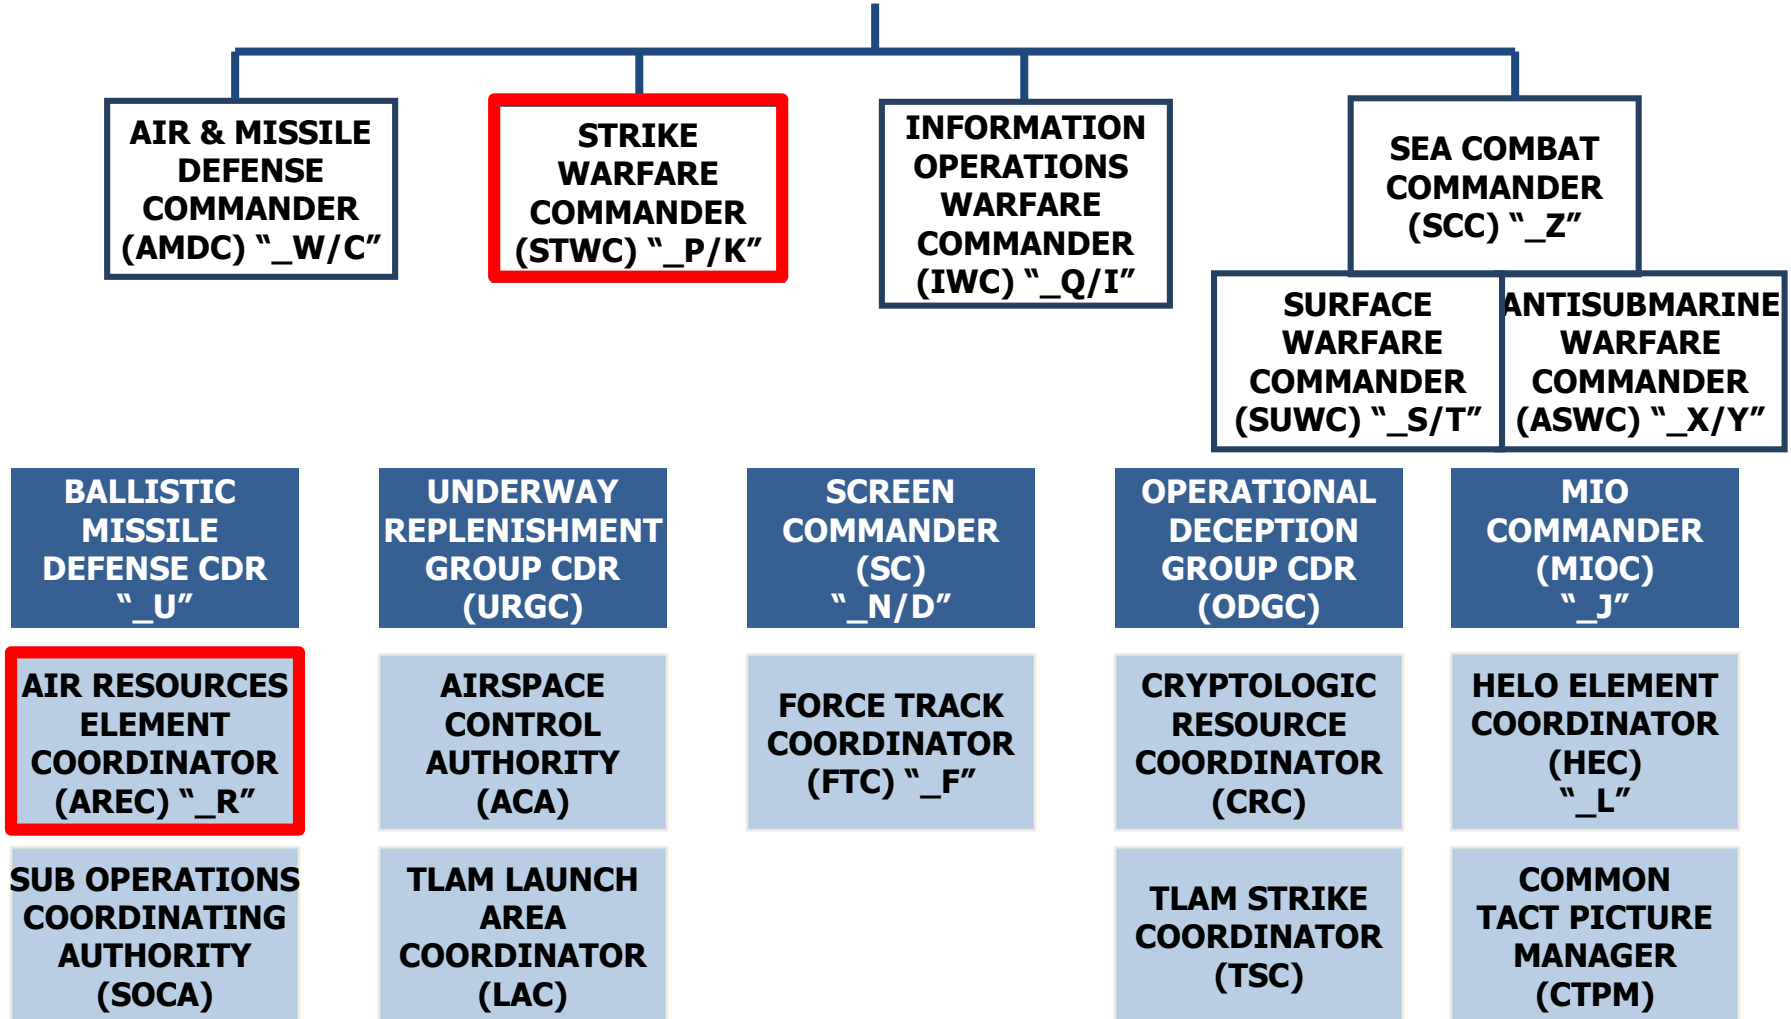 AIR & MISSILE
DEFENSE
COMMANDER
(AMDC) “_W/C”
STRIKE
WARFARE
COMMANDER
(STWC) “_P/K”
INFORMATION
OPERATIONS
WARFARE
COMMANDER
(IWC) “_Q/I”
SEA COMBAT
COMMANDER
(SCC) “_Z”
SURFACE
WARFARE
COMMANDER
(SUWC) “_S/T”
ANTISUBMARINE
WARFARE
COMMANDER
(ASWC) “_X/Y”
BALLISTIC
MISSILE
DEFENSE CDR
“_U”
UNDERWAY
REPLENISHMENT
GROUP CDR
(URGC)
SCREEN
COMMANDER
(SC)
“_N/D”
OPERATIONAL
DECEPTION
GROUP CDR
(ODGC)
MIO
COMMANDER
(MIOC)
“_J”
AIR RESOURCES
ELEMENT
COORDINATOR
(AREC) “_R”
AIRSPACE
CONTROL
AUTHORITY
(ACA)
FORCE TRACK
COORDINATOR
(FTC) “_F”
CRYPTOLOGIC
RESOURCE
COORDINATOR
(CRC)
HELO ELEMENT
COORDINATOR
(HEC)
“_L”
SUB OPERATIONS
COORDINATING
AUTHORITY
(SOCA)
TLAM LAUNCH
AREA
COORDINATOR
(LAC)
TLAM STRIKE
COORDINATOR
(TSC)
COMMON
TACT PICTURE
MANAGER
(CTPM)